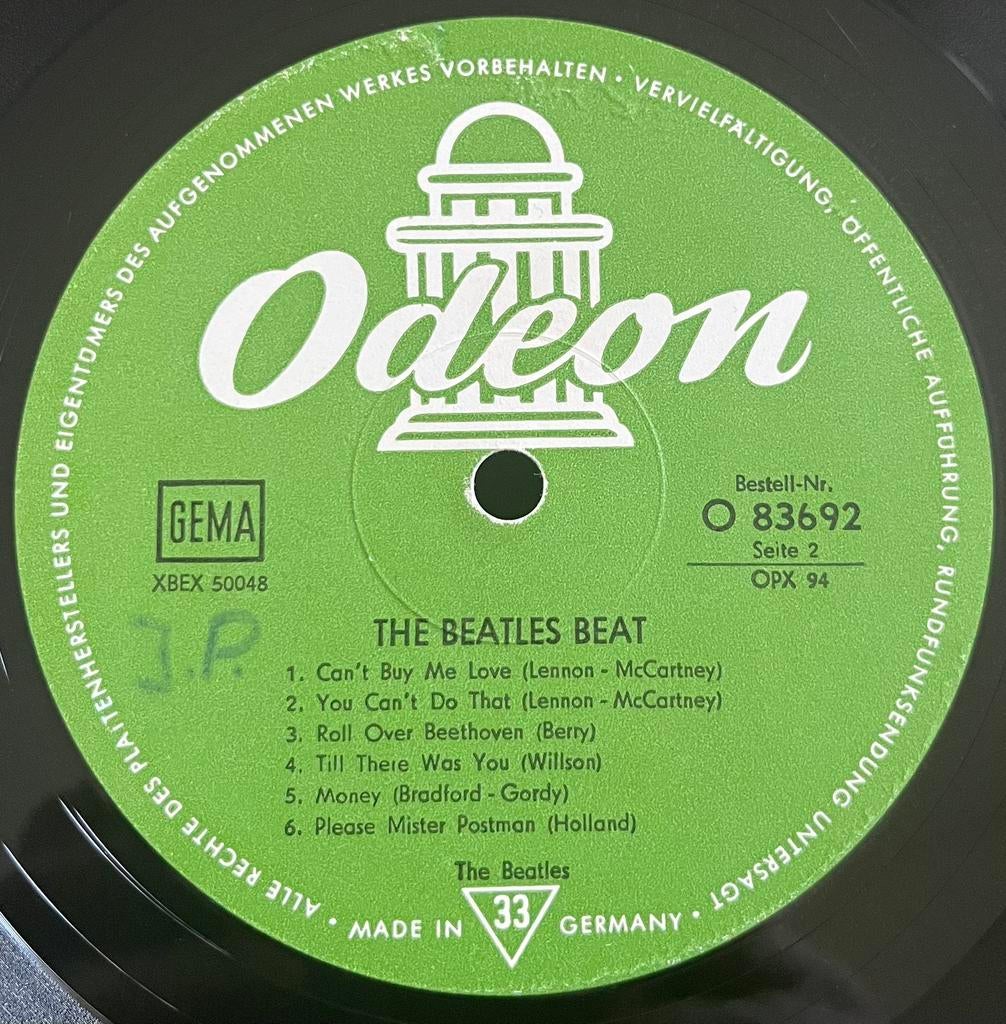 ALLE RECHTE DES PLATTENHERSTELLERS UND EIGENTÜMERS DES AUFGENOMMENEN WERKES VORBEHALTEN • VERVIELFÄLTIGUNG, ÖFFENTLICHE AUFFÜHRUNG, RUNDFUNKSENDUNG UNTERSAGT •
Odeon
GEMA
XBEX 50048
J.P.
Bestell-Nr.
O 83692
Seite 2
OPX 94
THE BEATLES BEAT
1. Can't Buy Me Love (Lennon - McCartney)
2. You Can't Do That (Lennon - McCartney)
3. Roll Over Beethoven (Berry)
4. Till There Was You (Willson)
5. Money (Bradford - Gordy)
6. Please Mister Postman (Holland)
The Beatles
• MADE IN 33 GERMANY